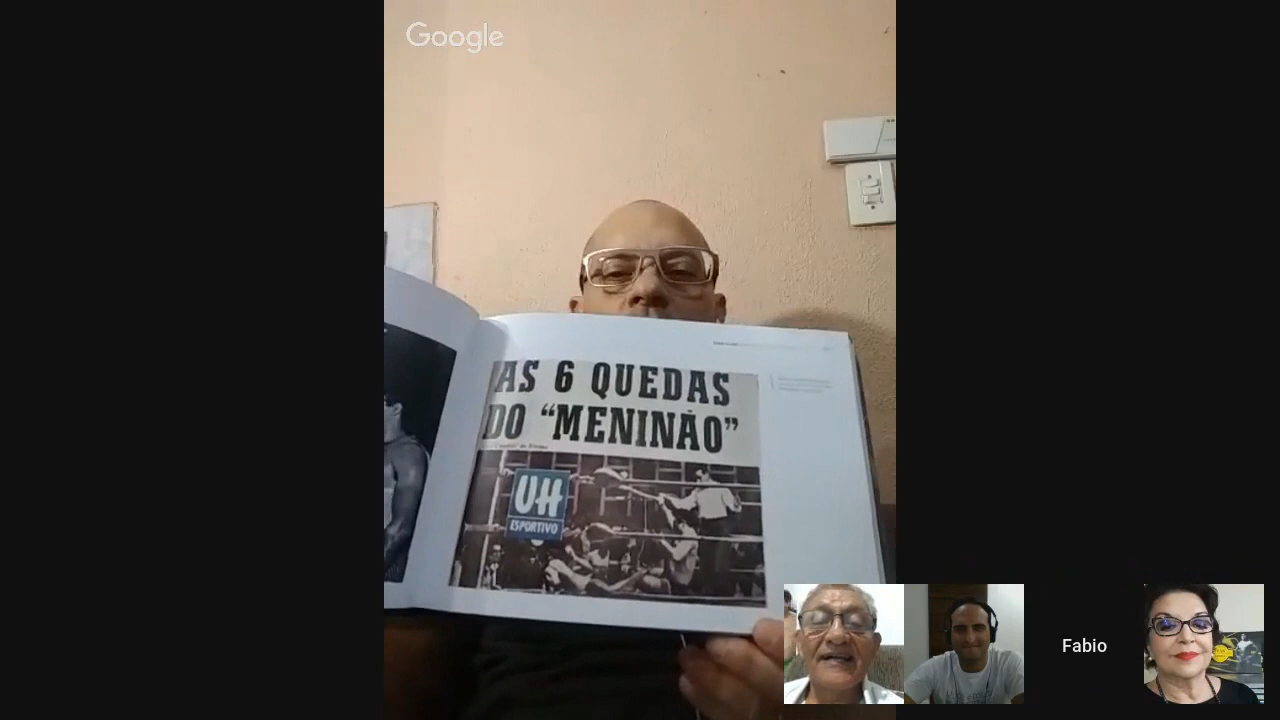 Google
AS 6 QUEDAS
DO “MENINÃO”
UH
ESPORTIVO
Fabio